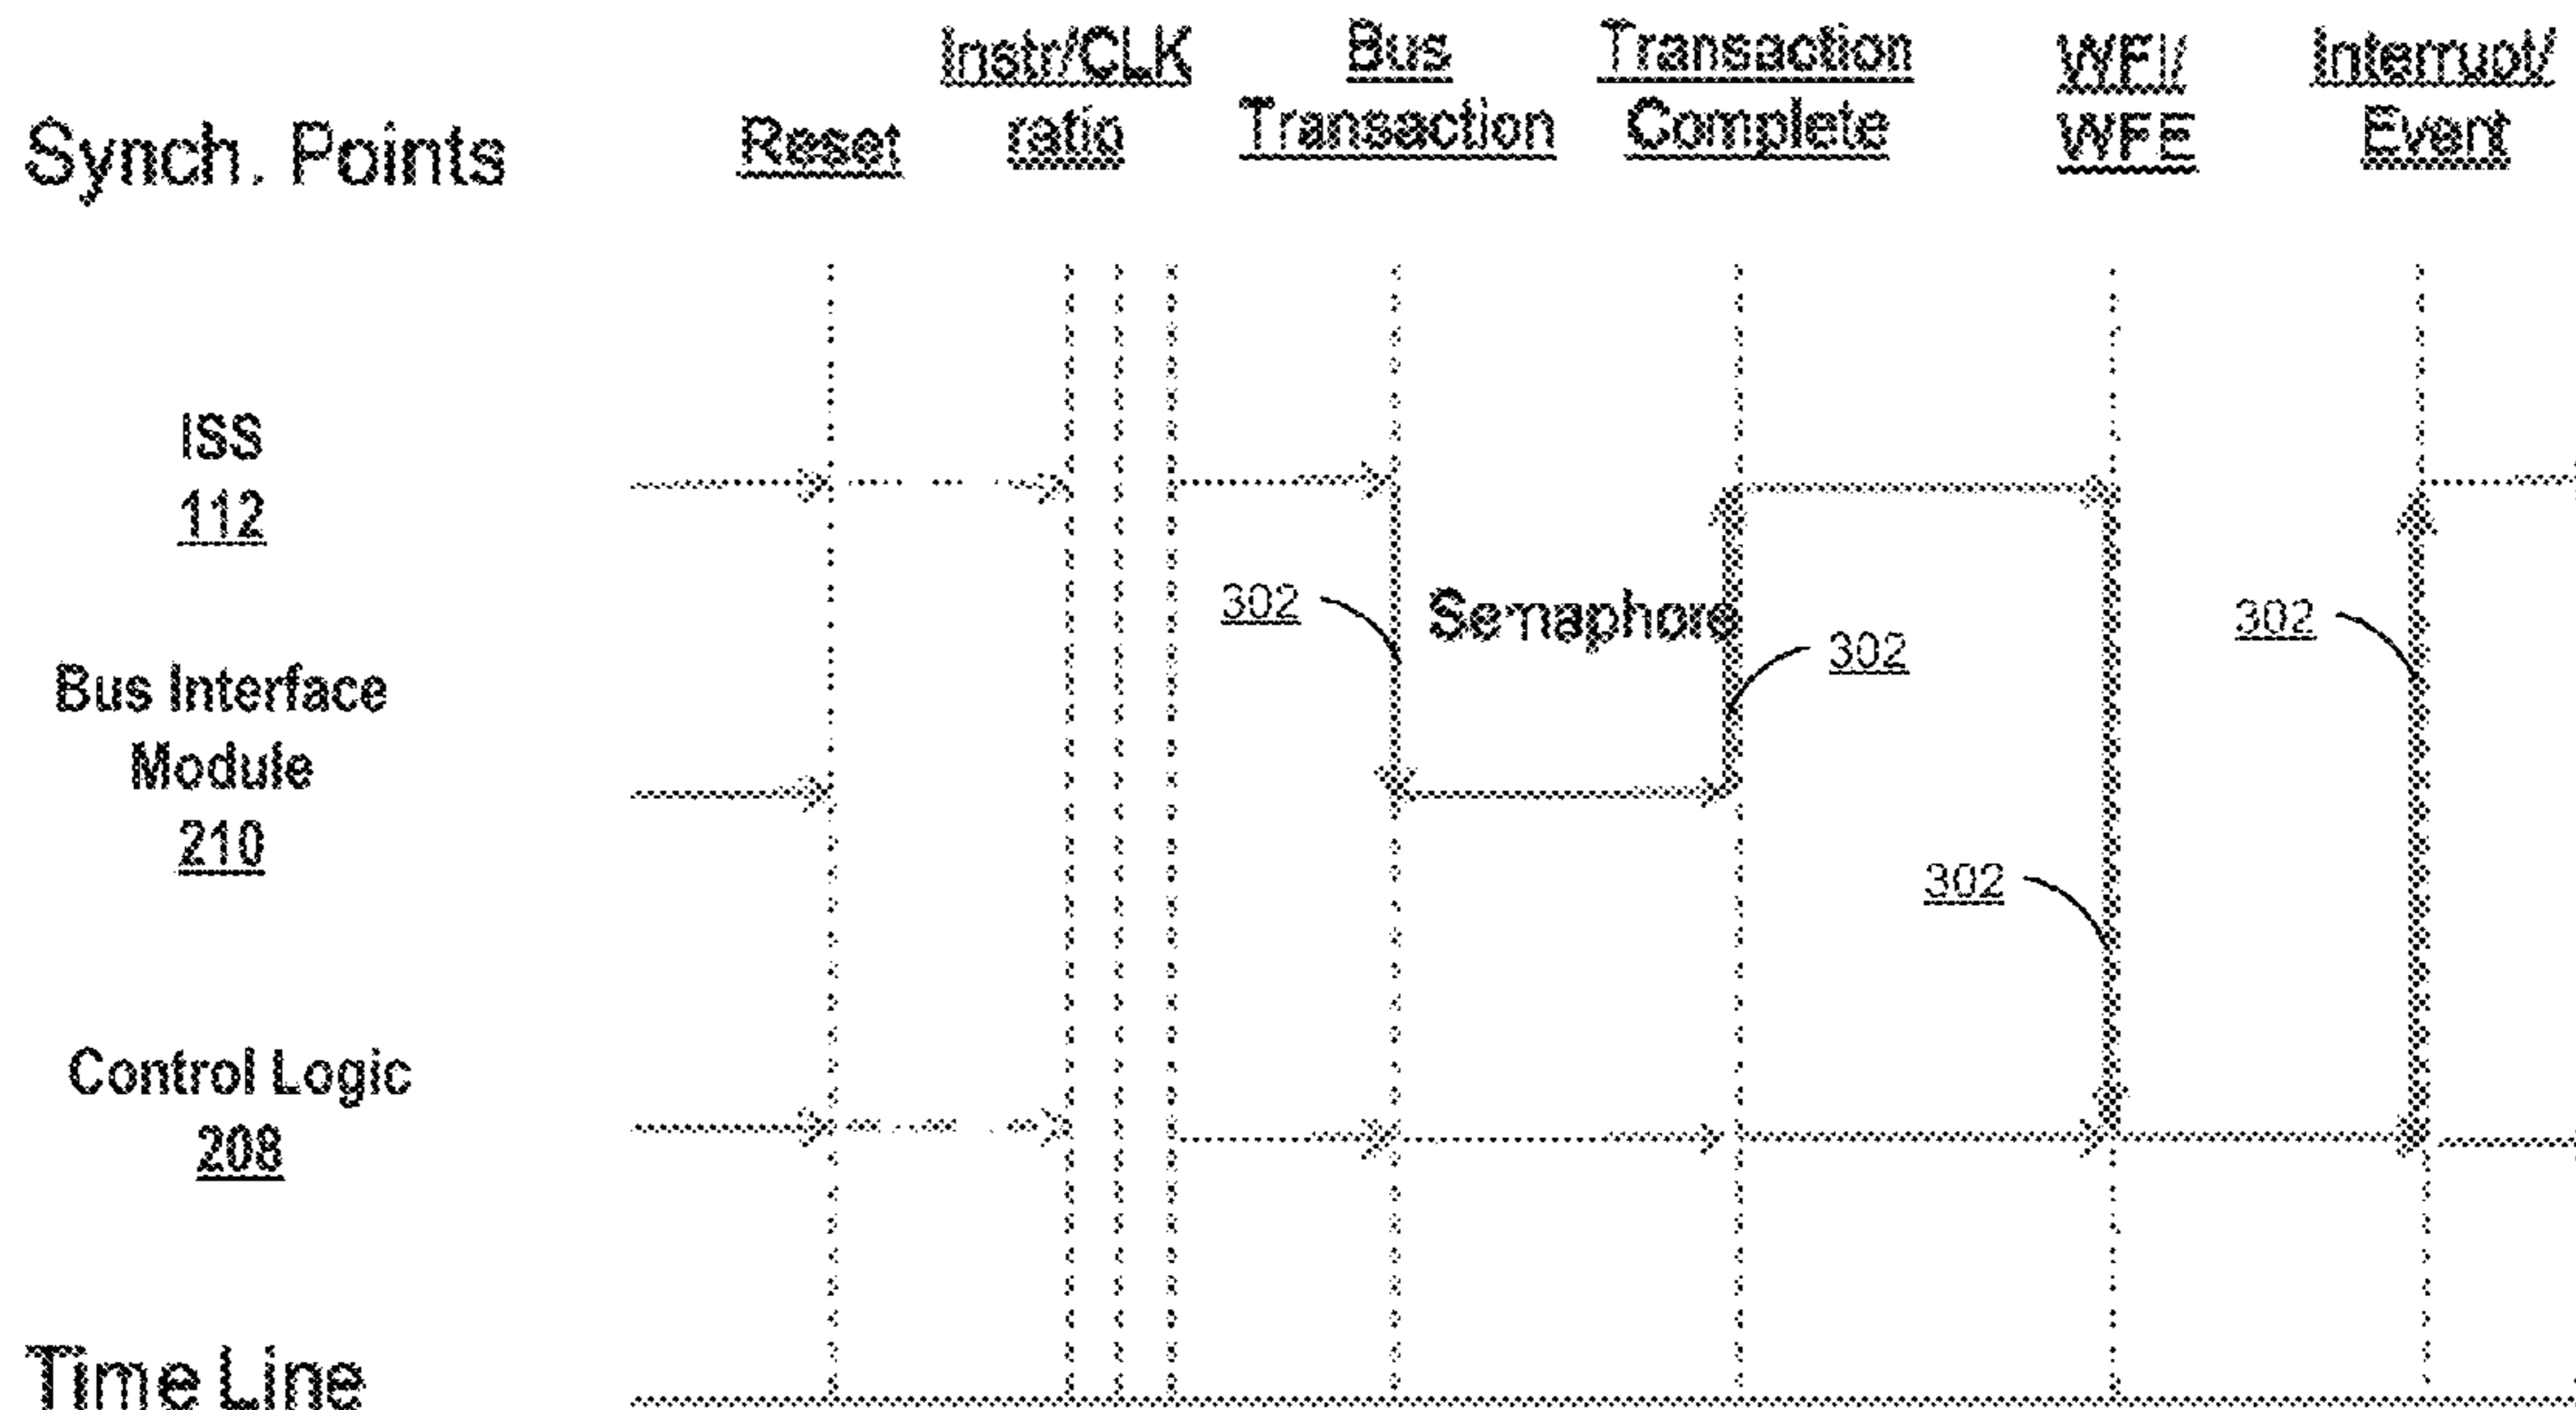 Synch. Points
Reset
Instr/CLK
ratio
Bus
Transaction
Transaction
Complete
WFI/
WFE
Interrupt/
Event
ISS
112
302
Semaphore
302
302
Bus Interface
Module
210
302
Control Logic
208
Time Line